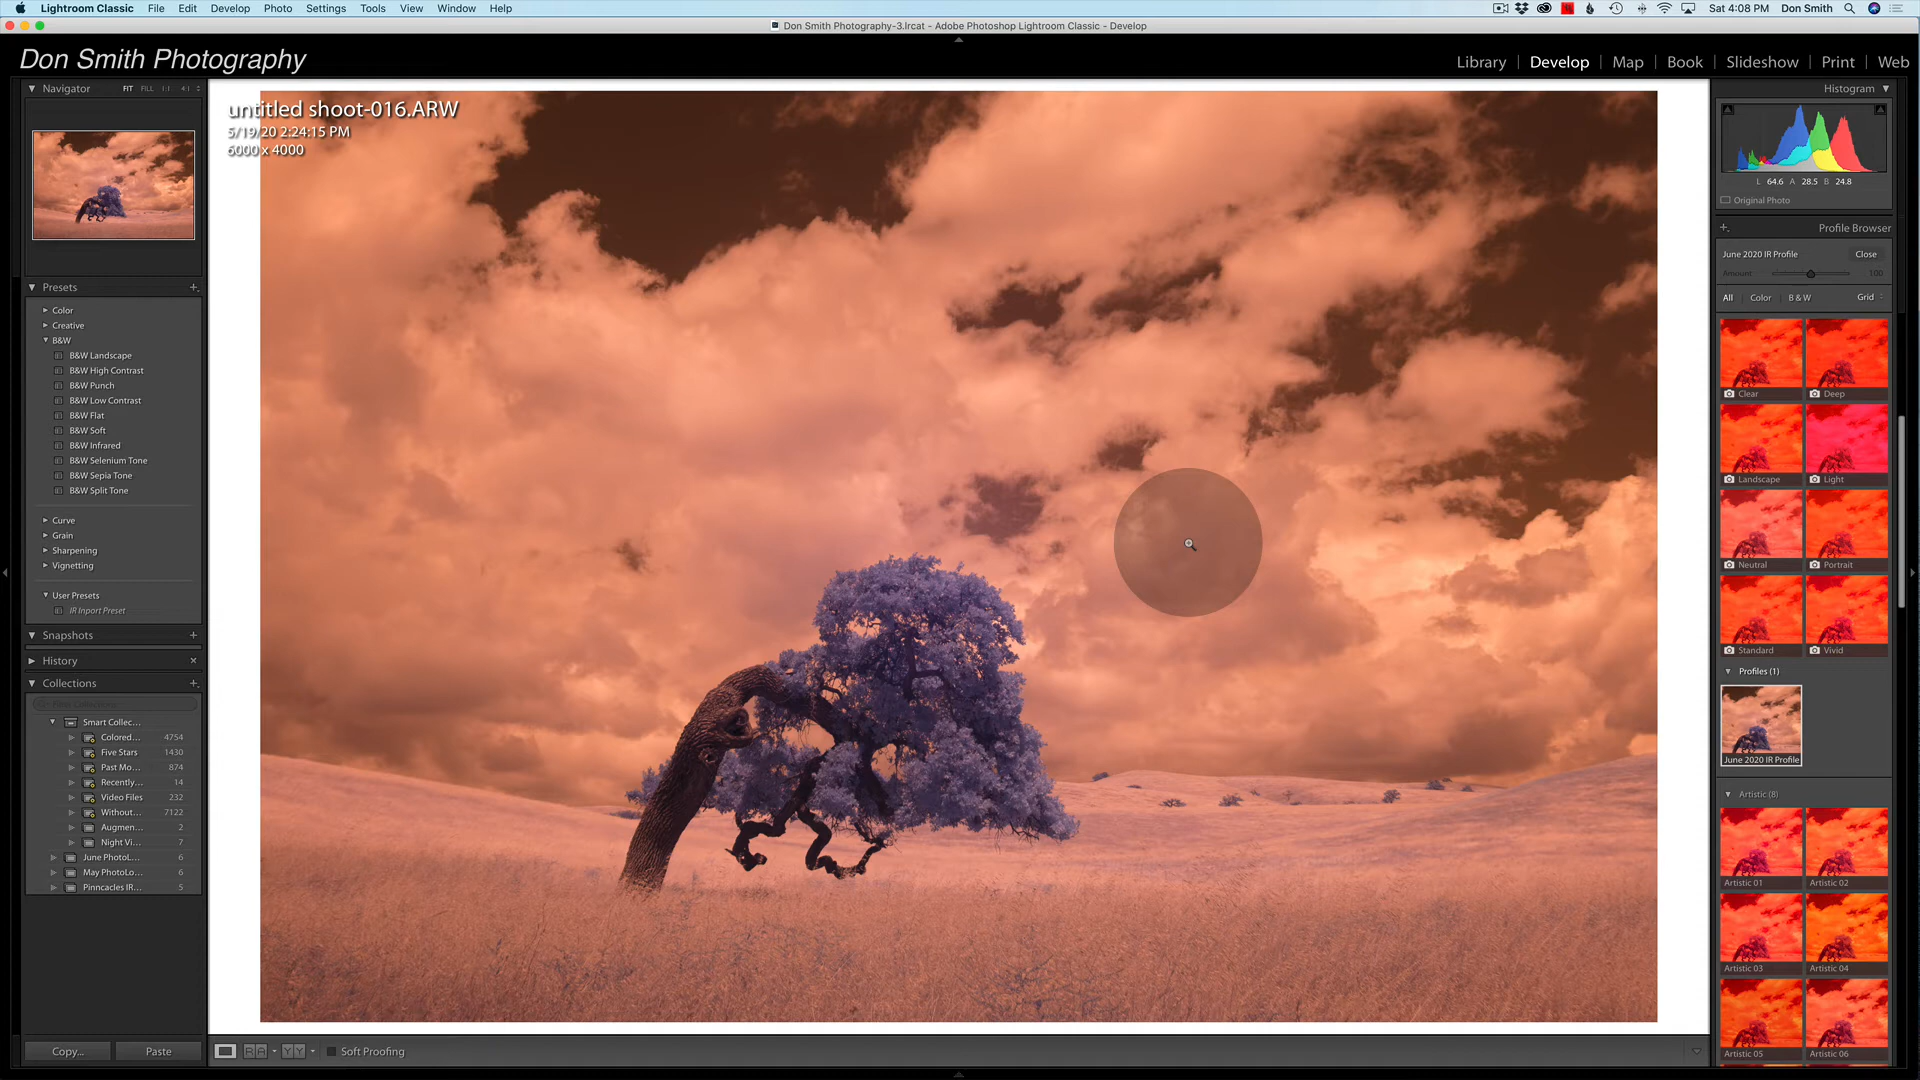 Lightroom Classic File Edit Develop Photo Settings Tools View Window Help Sat 4:08 PM Don Smith
Don Smith Photography-3.lrcat - Adobe Photoshop Lightroom Classic - Develop
Don Smith Photography
Library | Develop | Map | Book | Slideshow | Print | Web
Navigator FIT FILL 1:1 4:1
Presets
Color
Creative
B&W
B&W Landscape
B&W High Contrast
B&W Punch
B&W Low Contrast
B&W Flat
B&W Soft
B&W Infrared
B&W Selenium Tone
B&W Sepia Tone
B&W Split Tone
Curve
Grain
Sharpening
Vignetting
User Presets
IR Inport Preset
Snapshots
History
Collections
Smart Collec...
Colored... 4754
Five Stars 1430
Past Mo... 874
Recently... 14
Video Files 232
Without... 7122
Augmen... 2
Night Vi... 7
June PhotoL... 6
May PhotoLo... 6
Pinncacles IR... 5
Copy... Paste
untitled shoot-016.ARW
5/19/20 2:24:15 PM
6000 x 4000
Soft Proofing
Histogram
L 64.6 A 28.5 B 24.8
Original Photo
Profile Browser
June 2020 IR Profile Close
Amount 100
All Color B & W Grid
Clear Deep
Landscape Light
Neutral Portrait
Standard Vivid
Profiles (1)
June 2020 IR Profile
Artistic (8)
Artistic 01 Artistic 02
Artistic 03 Artistic 04
Artistic 05 Artistic 06